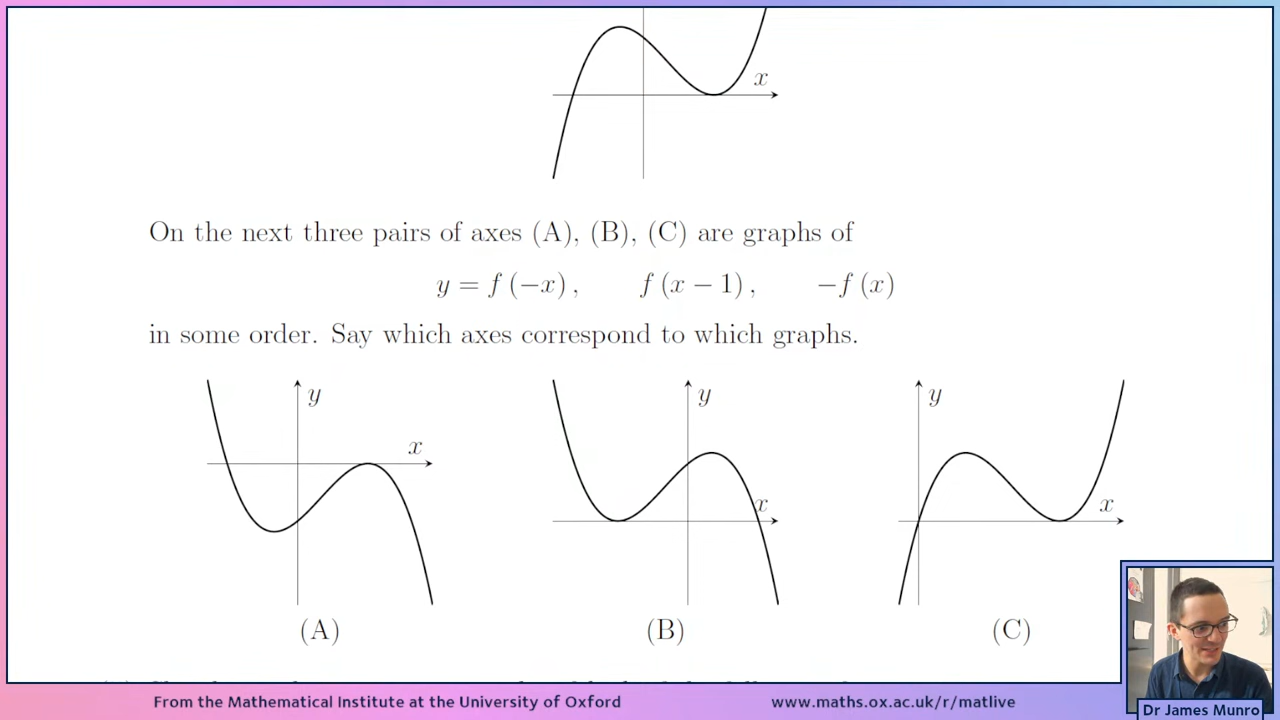 x
On the next three pairs of axes (A), (B), (C) are graphs of
y = f (−x) , f (x − 1) , −f (x)
in some order. Say which axes correspond to which graphs.
y y y
x x x
(A) (B) (C)
From the Mathematical Institute at the University of Oxford www.maths.ox.ac.uk/r/matlive
Dr James Munro